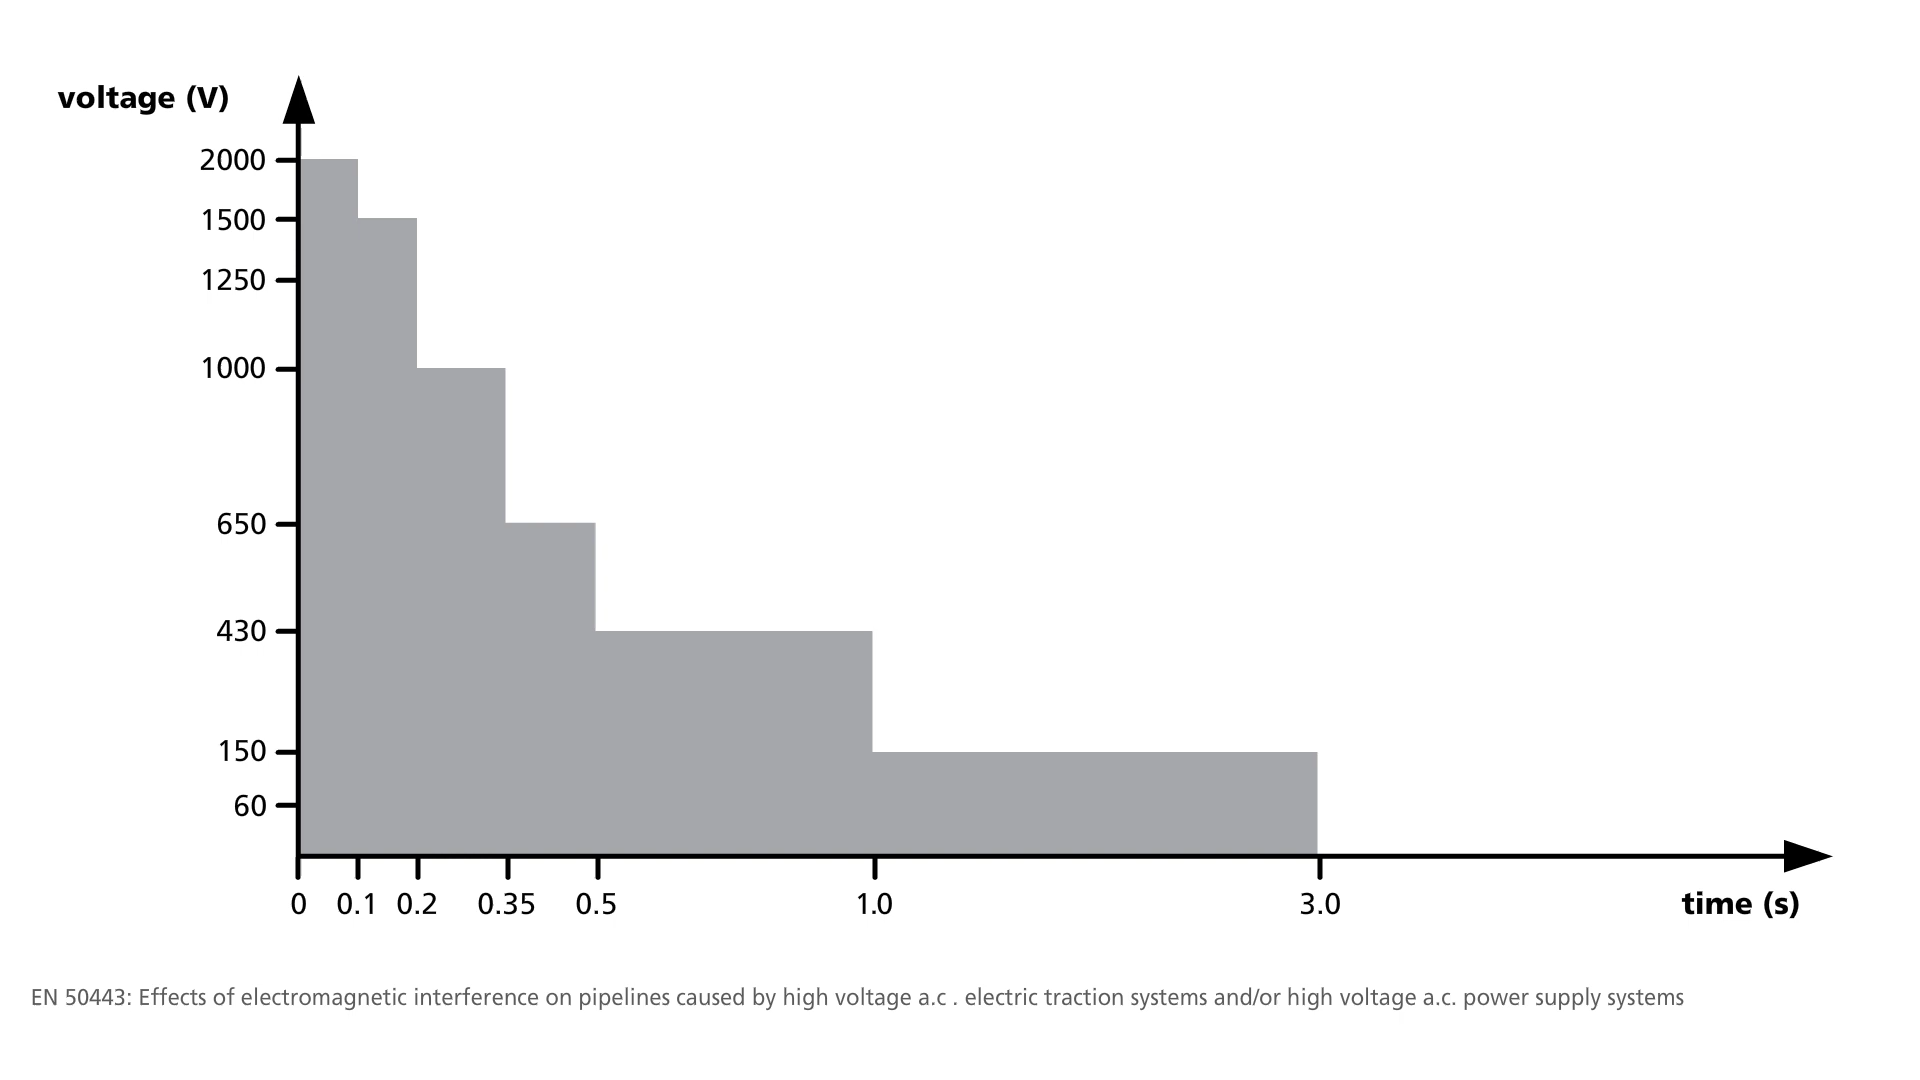 voltage (V)
2000
1500
1250
1000
650
430
150
60
0 0.1 0.2 0.35 0.5 1.0 3.0 time (s)
EN 50443: Effects of electromagnetic interference on pipelines caused by high voltage a.c . electric traction systems and/or high voltage a.c. power supply systems